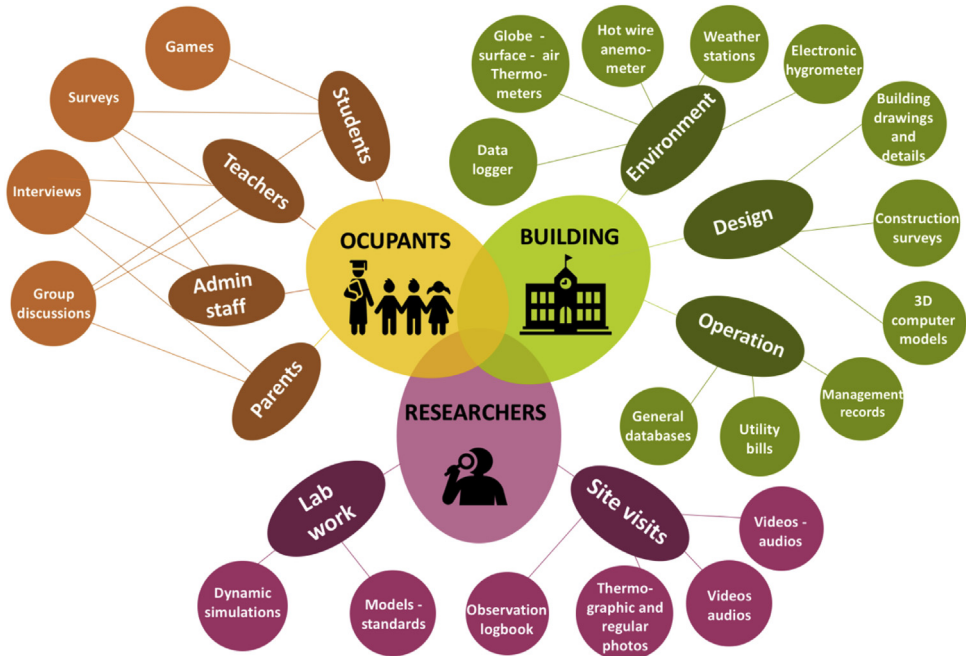 Games
Surveys
Interviews
Group
discussions
Students
Teachers
Admin
staff
Parents
OCUPANTS
BUILDING
RESEARCHERS
Globe -
surface - air
Thermo-
meters
Hot wire
anemo-
meter
Weather
stations
Electronic
hygrometer
Data
logger
Environment
Building
drawings
and
details
Design
Construction
surveys
3D
computer
models
Operation
General
databases
Utility
bills
Management
records
Lab
work
Dynamic
simulations
Models -
standards
Site visits
Observation
logbook
Thermo-
graphic and
regular
photos
Videos
audios
Videos -
audios